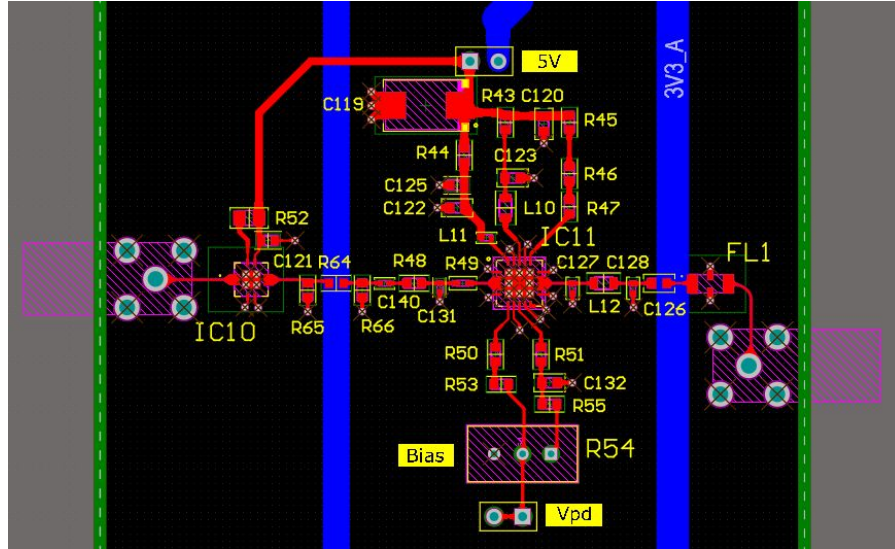 5V
3V3_A
C119
R43
C120
R45
R44
C123
R46
C125
C122
L10
R47
L11
IC11
R52
C121
R64
R48
R49
C127
C128
FL1
C140
C131
L12
C126
IC10
R65
R66
R50
R51
R53
C132
R55
Bias
R54
Vpd